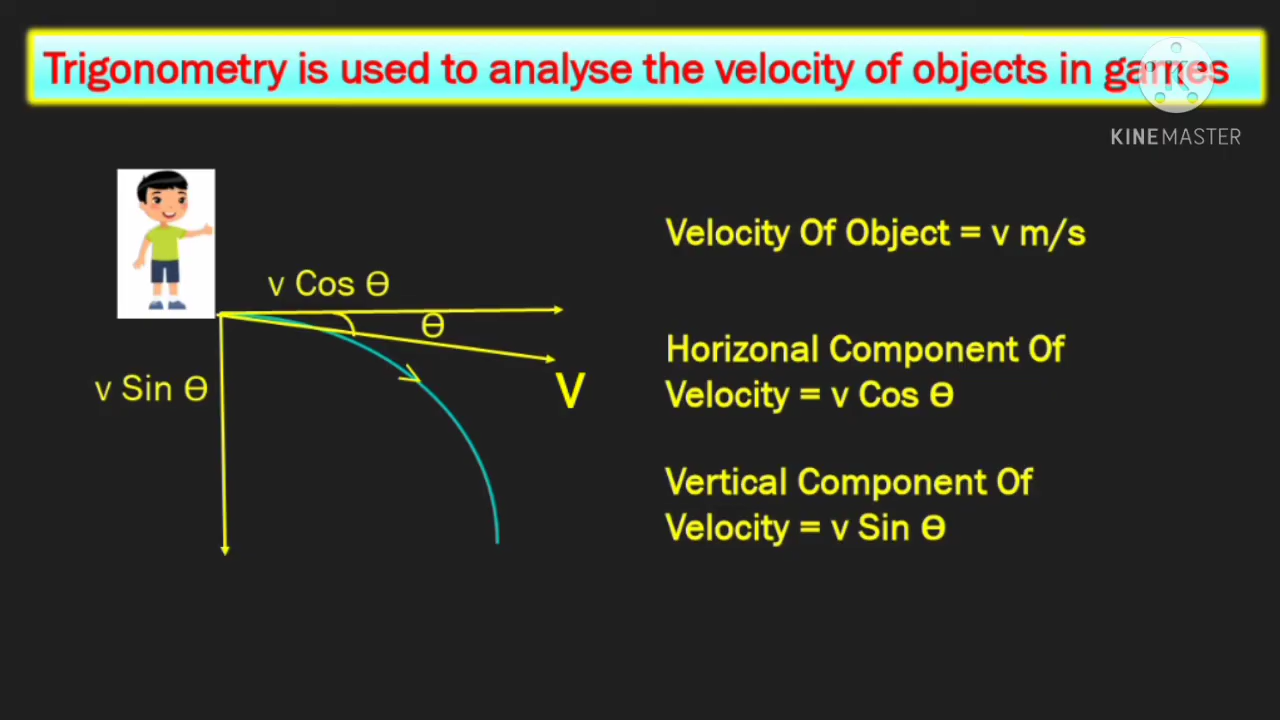 Trigonometry is used to analyse the velocity of objects in games
KINEMASTER
Velocity Of Object = v m/s
v Cos Θ
Θ
Horizonal Component Of
Velocity = v Cos Θ
v Sin Θ
V
Vertical Component Of
Velocity = v Sin Θ